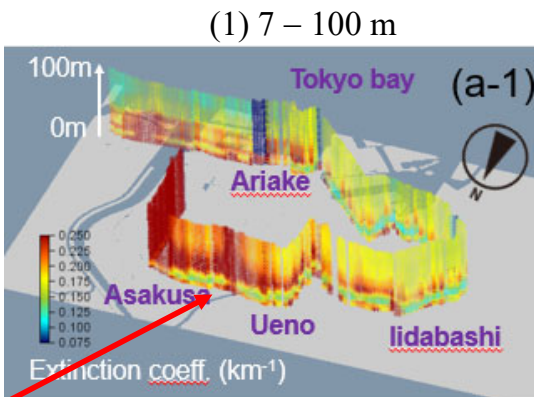 (1) 7 – 100 m
100m
0m
Tokyo bay
(a-1)
N
Ariake
0.250
0.225
0.200
0.175
0.150
0.125
0.100
0.075
Asakusa
Ueno
Iidabashi
Extinction coeff. (km-1)